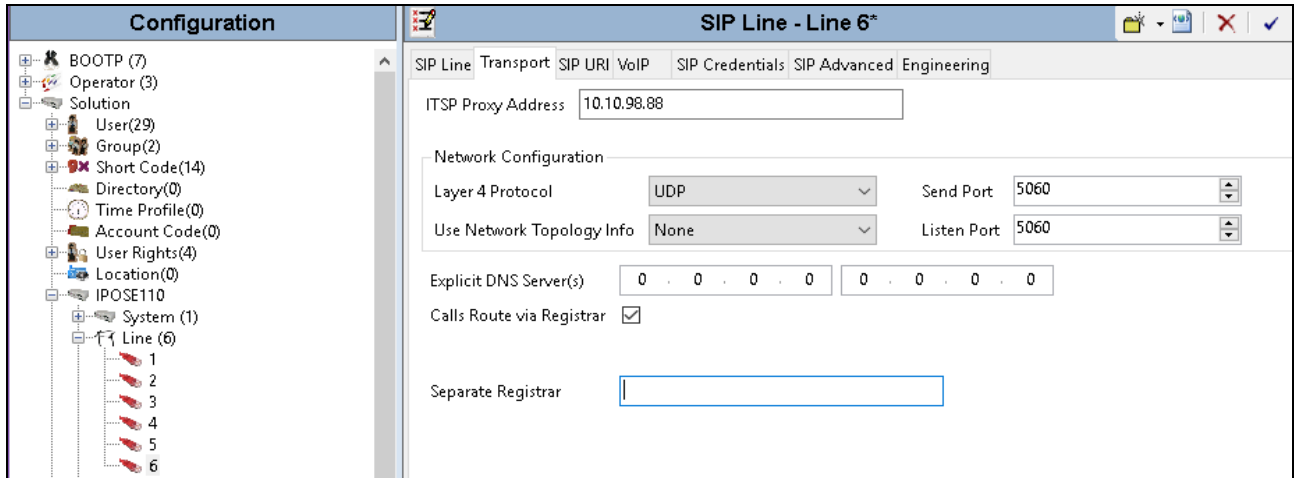 Configuration
BOOTP (7)
Operator (3)
Solution
User(29)
Group(2)
Short Code(14)
Directory(0)
Time Profile(0)
Account Code(0)
User Rights(4)
Location(0)
IPOSE110
System (1)
Line (6)
1
2
3
4
5
6
SIP Line - Line 6*
SIP Line Transport SIP URI VoIP SIP Credentials SIP Advanced Engineering
ITSP Proxy Address 10.10.98.88
Network Configuration
Layer 4 Protocol UDP Send Port 5060
Use Network Topology Info None Listen Port 5060
Explicit DNS Server(s) 0 . 0 . 0 . 0 0 . 0 . 0 . 0
Calls Route via Registrar
Separate Registrar